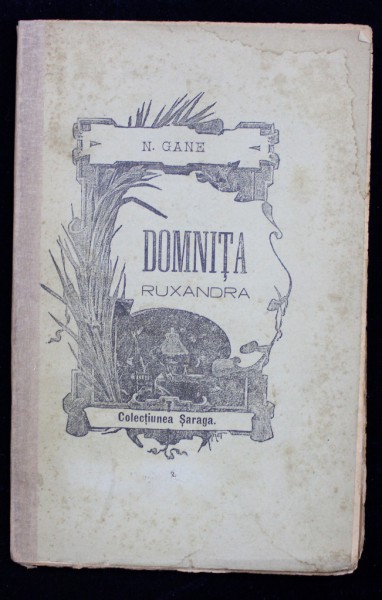 N. GANE
DOMNIȚA
RUXANDRA
Colecțiunea Șaraga.